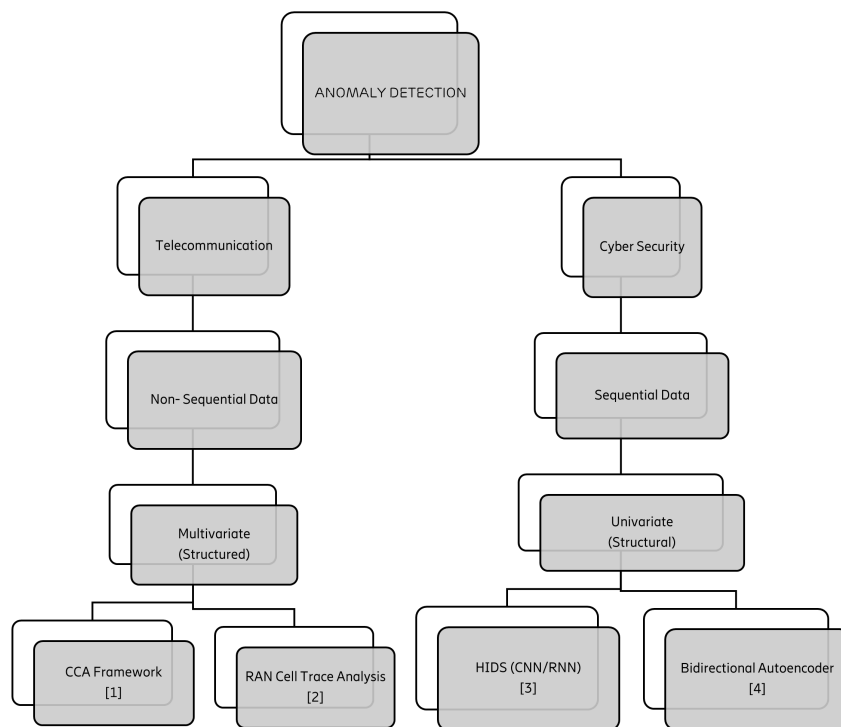 ANOMALY DETECTION
Telecommunication
Cyber Security
Non- Sequential Data
Sequential Data
Multivariate
(Structured)
Univariate
(Structural)
CCA Framework
[1]
RAN Cell Trace Analysis
[2]
HIDS (CNN/RNN)
[3]
Bidirectional Autoencoder
[4]